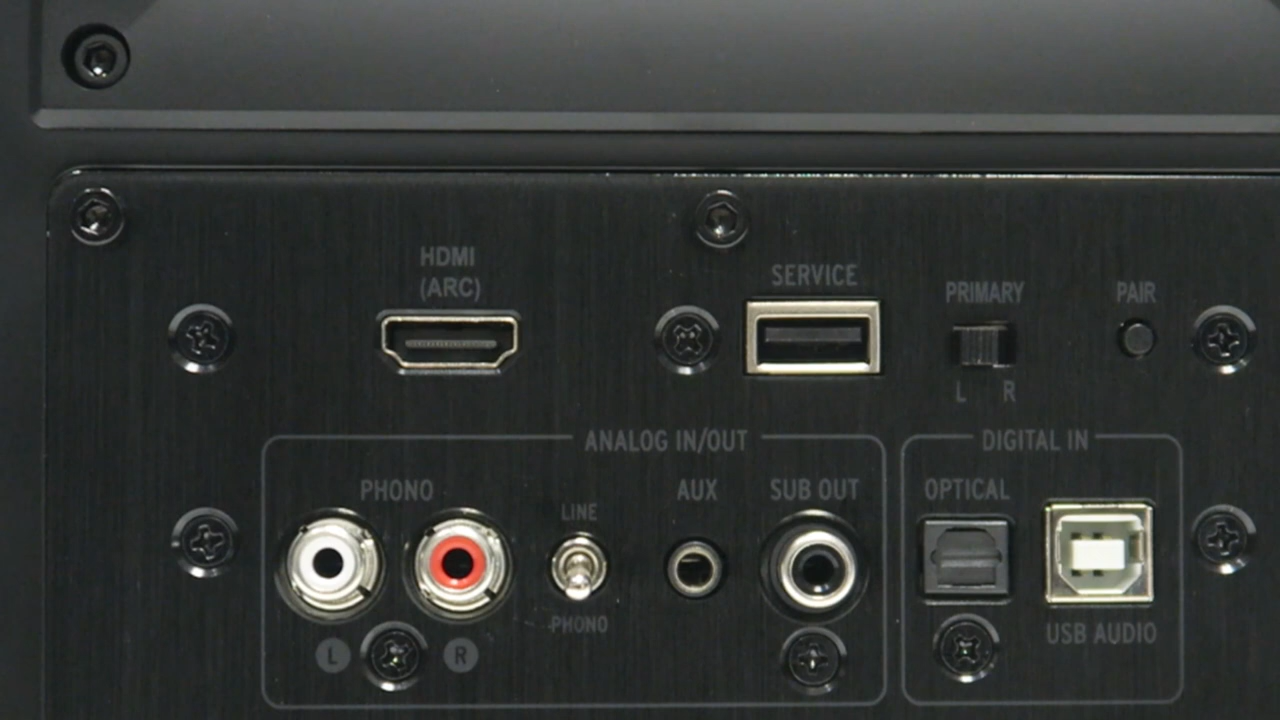 HDMI
(ARC)
SERVICE
PRIMARY
PAIR
L R
ANALOG IN/OUT
DIGITAL IN
PHONO
LINE
AUX
SUB OUT
OPTICAL
PHONO
USB AUDIO
L
R